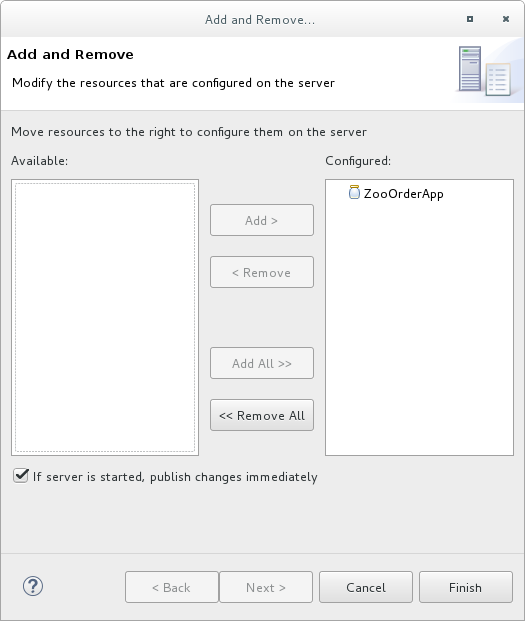 Add and Remove...
Add and Remove
Modify the resources that are configured on the server
Move resources to the right to configure them on the server
Available:
Configured:
ZooOrderApp
Add >
< Remove
Add All >>
<< Remove All
If server is started, publish changes immediately
?
< Back
Next >
Cancel
Finish